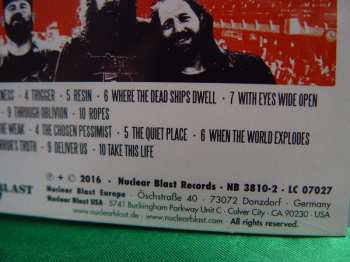 NESS · 4 TRIGGER · 5 RESIN · 6 WHERE THE DEAD SHIPS DWELL · 7 WITH EYES WIDE OPEN
· 9 THROUGH OBLIVION · 10 ROPES
THE WEAK · 4 THE CHOSEN PESSIMIST · 5 THE QUIET PLACE · 6 WHEN THE WORLD EXPLODES
RROR'S TRUTH · 9 DELIVER US · 10 TAKE THIS LIFE
℗ + © 2016 · Nuclear Blast Records · NB 3810-2 · LC 07027
BLAST
Nuclear Blast Europe · Öschstraße 40 · 73072 Donzdorf · Germany
Nuclear Blast USA · 5741 Buckingham Parkway Unit C · Culver City · CA 90230 · USA
www.nuclearblast.de · www.nuclearblast.com · All rights reserved.